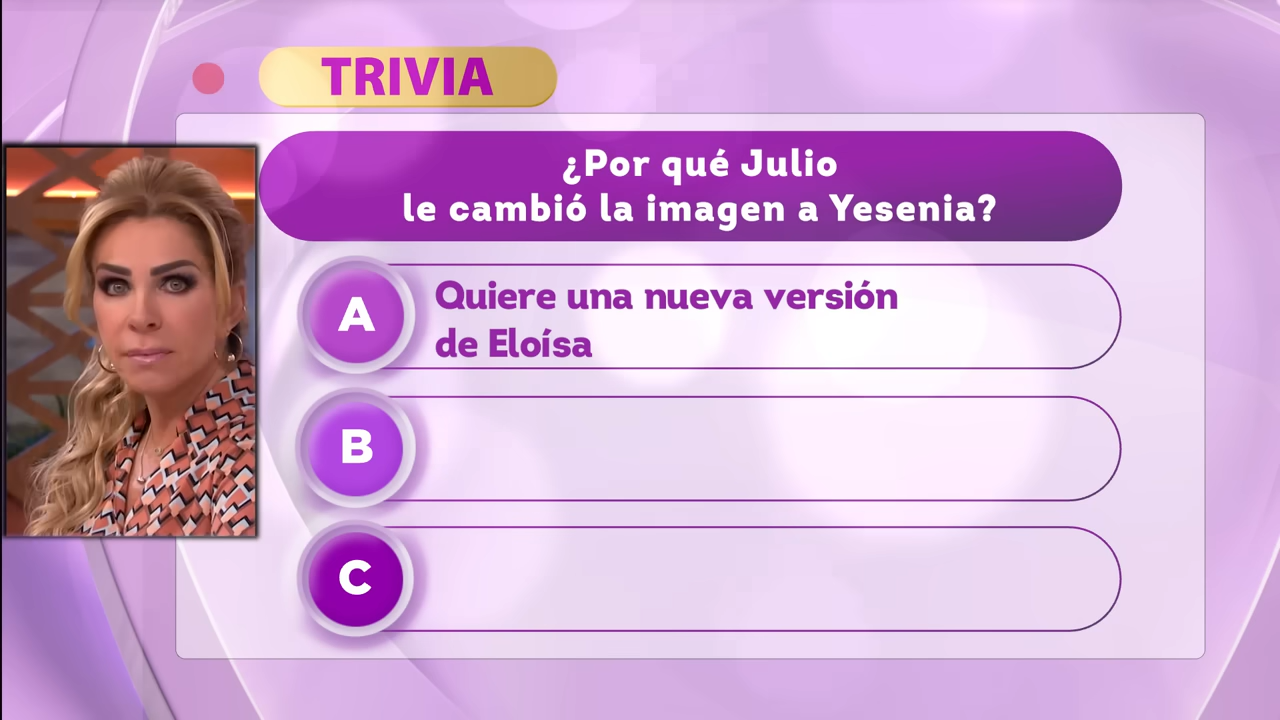 TRIVIA
¿Por qué Julio
le cambió la imagen a Yesenia?
A
Quiere una nueva versión
de Eloísa
B
C